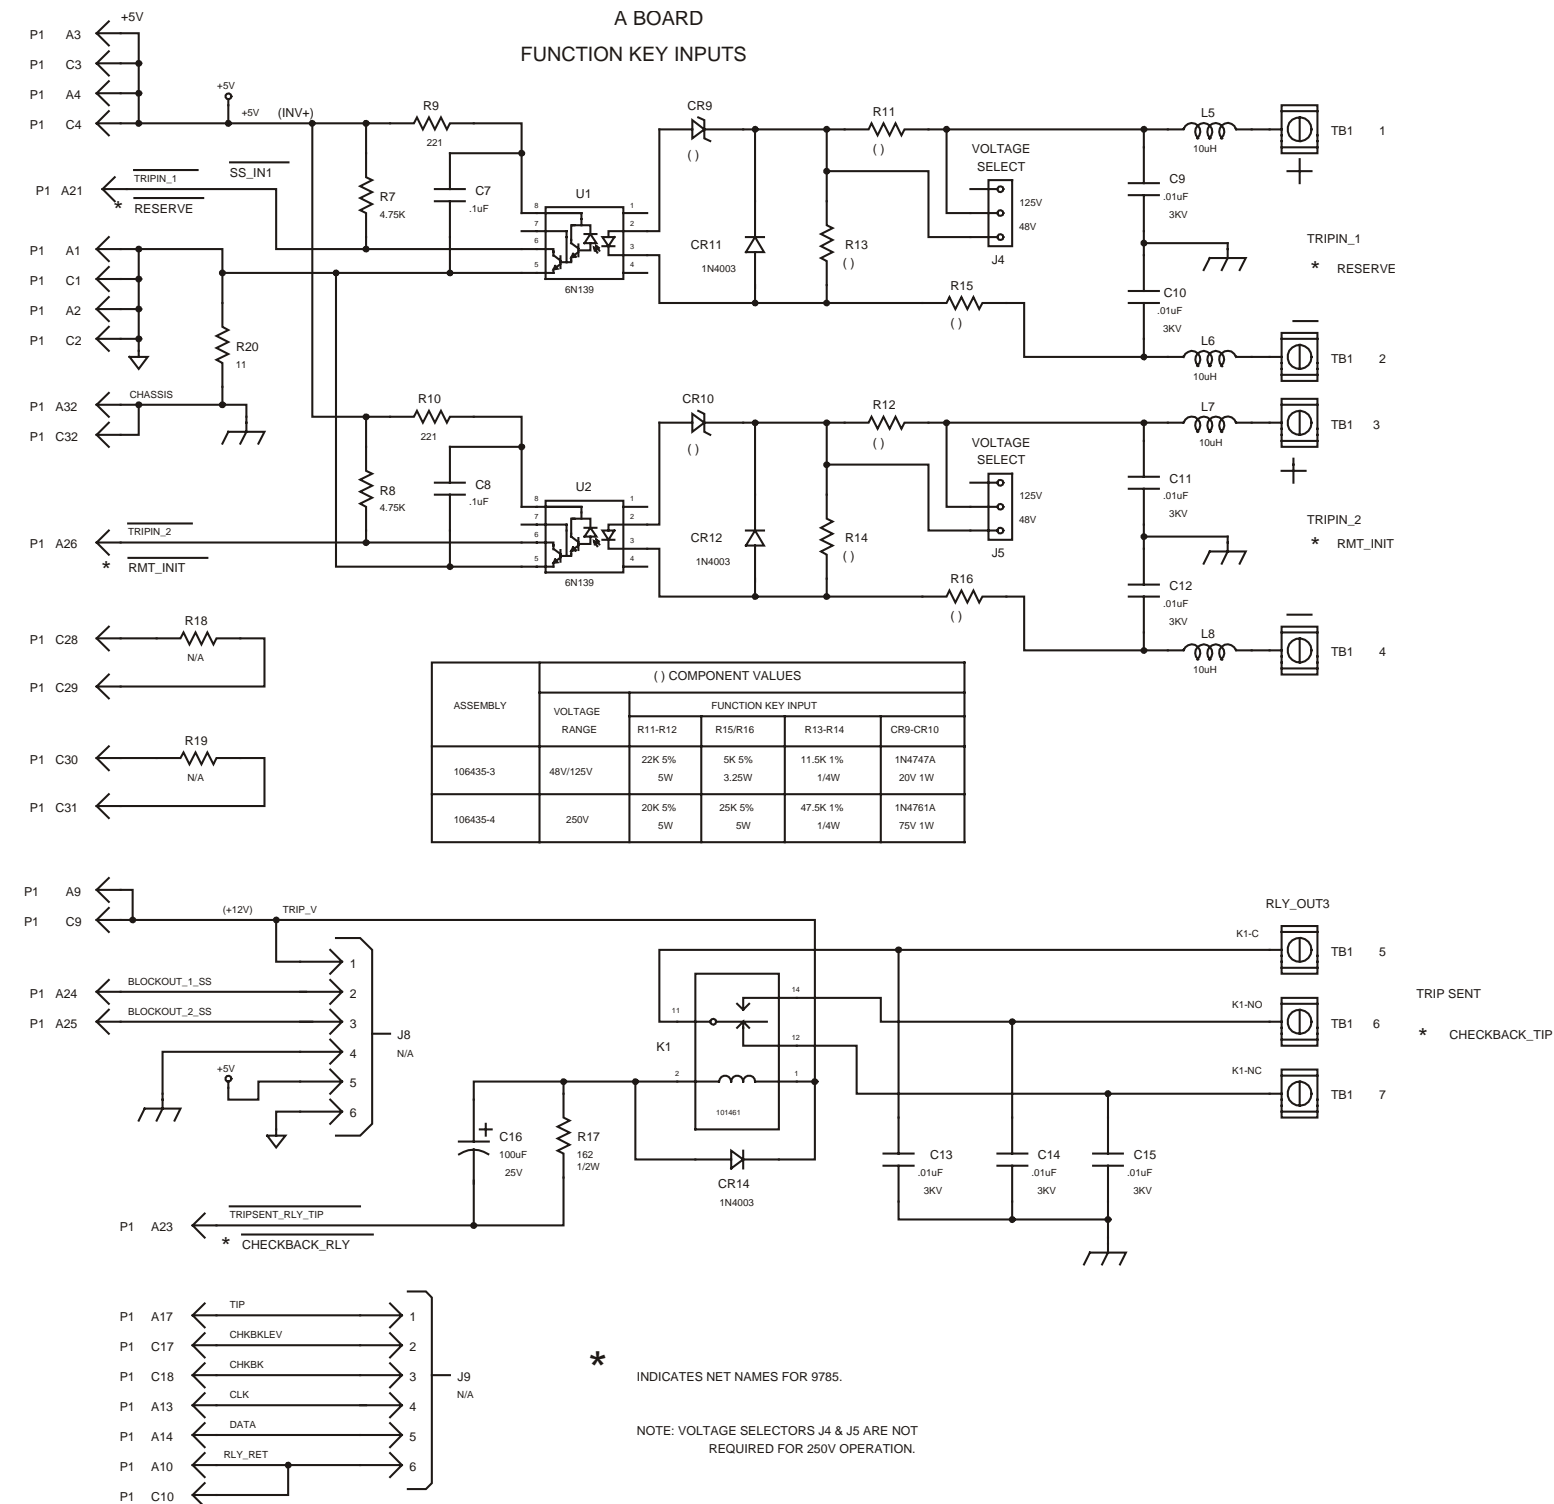 A BOARD
FUNCTION KEY INPUTS
+5V
P1 A3
P1 C3
P1 A4
P1 C4
+5V
+5V
(INV+)
R9
221
SS_IN1
TRIPIN_1
P1 A21
* RESERVE
R7
4.75K
C7
.1uF
U1
8
7
6
5
1
2
3
4
6N139
CR9
( )
CR11
1N4003
R11
( )
R13
( )
VOLTAGE
SELECT
125V
48V
J4
R15
( )
C9
.01uF
3KV
C10
.01uF
3KV
L5
10uH
TB1 1
+
TRIPIN_1
* RESERVE
L6
10uH
TB1 2
P1 A1
P1 C1
P1 A2
P1 C2
R20
11
CHASSIS
P1 A32
P1 C32
R10
221
R8
4.75K
C8
.1uF
U2
8
7
6
5
1
2
3
4
6N139
CR10
( )
CR12
1N4003
R12
( )
R14
( )
VOLTAGE
SELECT
125V
48V
J5
R16
( )
C11
.01uF
3KV
C12
.01uF
3KV
L7
10uH
TB1 3
+
TRIPIN_2
* RMT_INIT
L8
10uH
TB1 4
TRIPIN_2
P1 A26
* RMT_INIT
P1 C28
R18
N/A
P1 C29
P1 C30
R19
N/A
P1 C31
( ) COMPONENT VALUES
ASSEMBLY
VOLTAGE
RANGE
FUNCTION KEY INPUT
R11-R12 R15/R16 R13-R14 CR9-CR10
106435-3 48V/125V
22K 5% 5K 5% 11.5K 1% 1N4747A
5W 3.25W 1/4W 20V 1W
106435-4 250V
20K 5% 25K 5% 47.5K 1% 1N4761A
5W 5W 1/4W 75V 1W
P1 A9
P1 C9
(+12V) TRIP_V
BLOCKOUT_1_SS
P1 A24
BLOCKOUT_2_SS
P1 A25
+5V
1
2
3
4
5
6
J8
N/A
K1
11
14
12
2
1
101461
C16
100uF
25V
+
R17
162
1/2W
CR14
1N4003
RLY_OUT3
K1-C
TB1 5
K1-NO
TB1 6
K1-NC
TB1 7
TRIP SENT
* CHECKBACK_TIP
C13
.01uF
3KV
C14
.01uF
3KV
C15
.01uF
3KV
TRIPSENT_RLY_TIP
P1 A23
* CHECKBACK_RLY
P1 A17 TIP 1
P1 C17 CHKBKLEV 2
P1 C18 CHKBK 3
P1 A13 CLK 4
P1 A14 DATA 5
P1 A10 RLY_RET 6
P1 C10
J9
N/A
* INDICATES NET NAMES FOR 9785.
NOTE: VOLTAGE SELECTORS J4 & J5 ARE NOT
REQUIRED FOR 250V OPERATION.